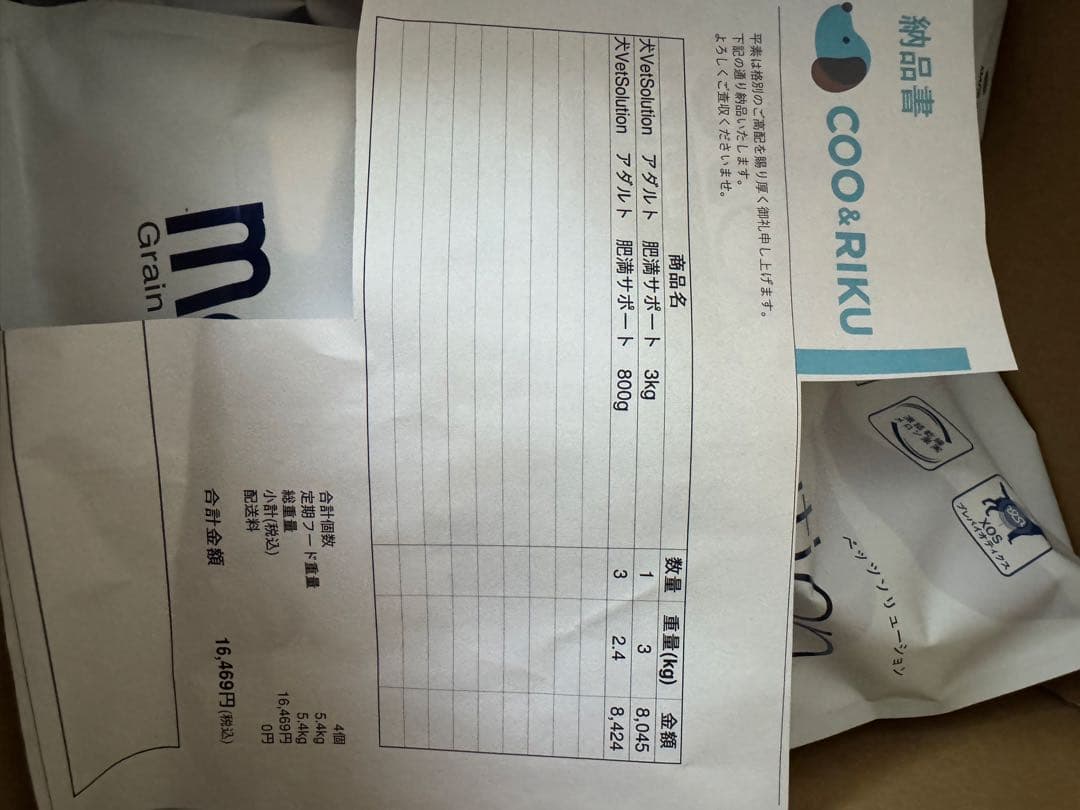 納品書
COO&RIKU
平素は格別のご高配を賜り厚く御礼申し上げます。
下記の通り納品いたします。
よろしくご査収くださいませ。
商品名 数量 重量(kg) 金額
犬VetSolution アダルト 肥満サポート 3kg 1 3 8,045
犬VetSolution アダルト 肥満サポート 800g 3 2.4 8,424
合計個数 4個
定期フード重量 5.4kg
総重量 5.4kg
小計(税込) 16,469円
配送料 0円
合計金額 16,469円(税込)
Grain
XOS
プレバイオティクス
ベッツソリューション